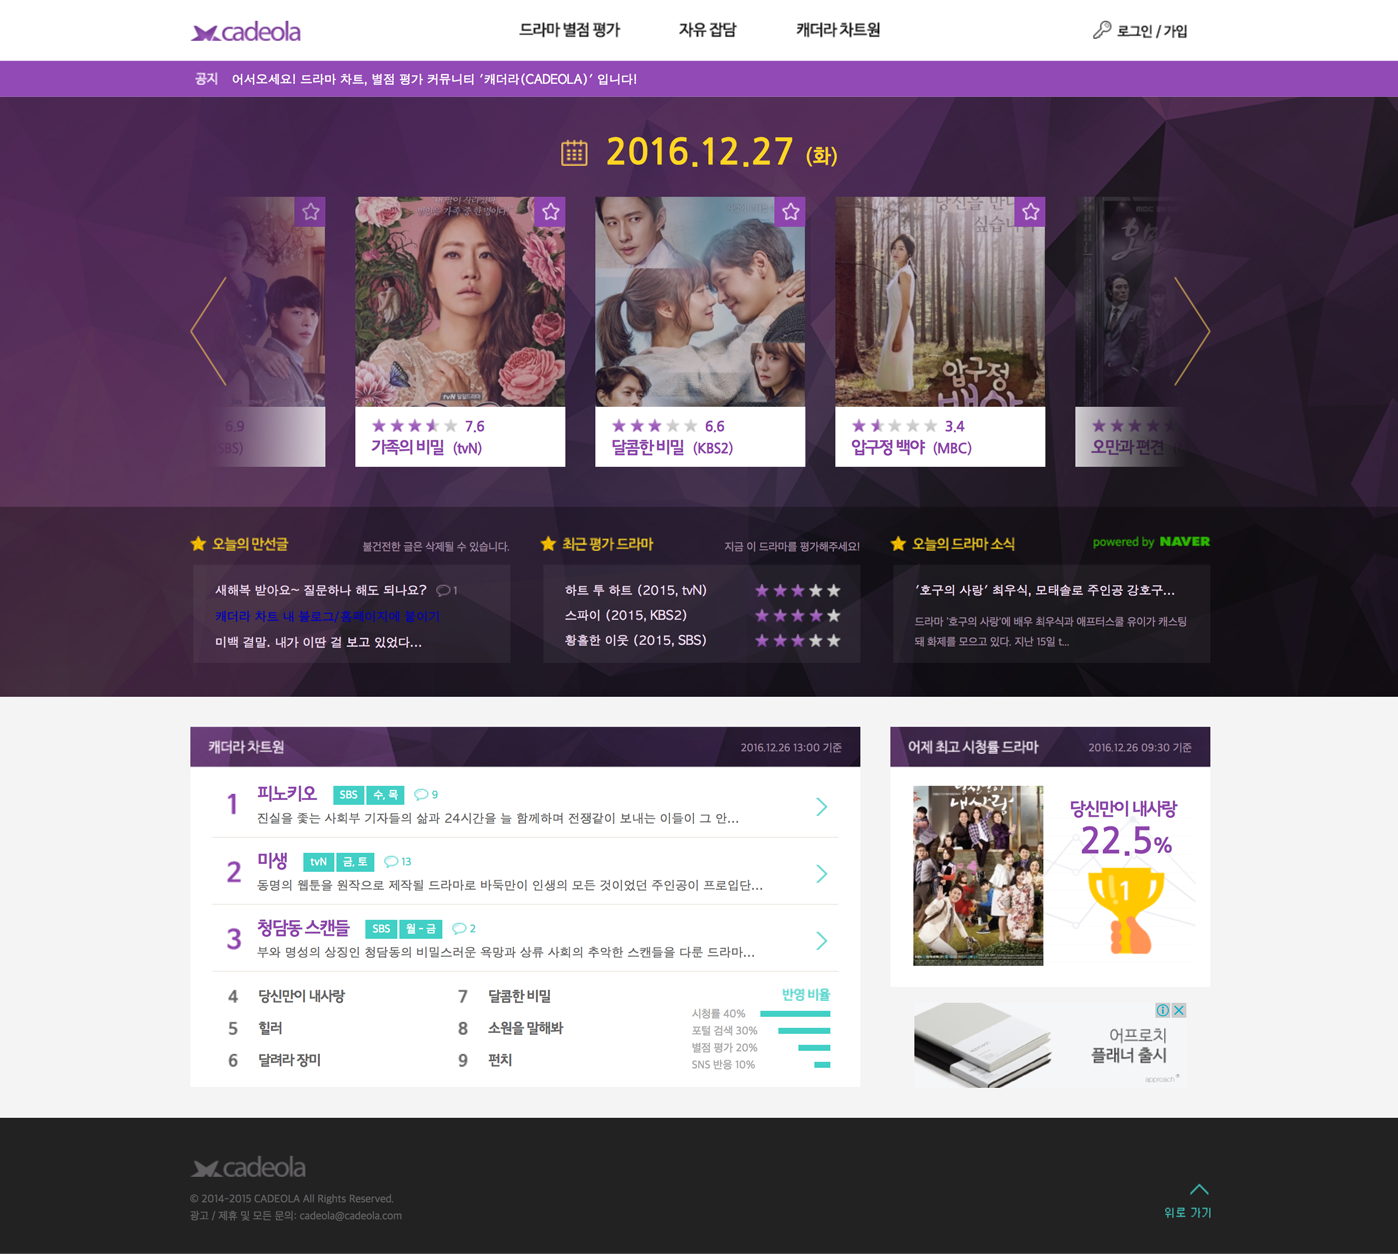 cadeola
드라마 별점 평가
자유 잡담
캐더라 차트원
로그인 / 가입
공지 어서오세요! 드라마 차트, 별점 평가 커뮤니티 '캐더라(CADEOLA)' 입니다!
2016.12.27 (화)
6.9
SBS)
tvN 일일드라마
7.6
가족의 비밀 (tvN)
6.6
달콤한 비밀 (KBS2)
압구정
백야
3.4
압구정 백야 (MBC)
오만과 편견
오늘의 만선글
불건전한 글은 삭제될 수 있습니다.
새해복 받아요~ 질문하나 해도 되나요? 1
캐더라 차트 내 블로그/홈페이지에 붙이기
미백 결말. 내가 이딴 걸 보고 있었다...
최근 평가 드라마
지금 이 드라마를 평가해주세요!
하트 투 하트 (2015, tvN)
스파이 (2015, KBS2)
황홀한 이웃 (2015, SBS)
오늘의 드라마 소식
powered by NAVER
'호구의 사랑' 최우식, 모태솔로 주인공 강호구...
드라마 '호구의 사랑'에 배우 최우식과 애프터스쿨 유이가 캐스팅
돼 화제를 모으고 있다. 지난 15일 t...
캐더라 차트원
2016.12.26 13:00 기준
1 피노키오 SBS 수, 목 9
진실을 좇는 사회부 기자들의 삶과 24시간을 늘 함께하며 전쟁같이 보내는 이들이 그 안...
2 미생 tvN 금, 토 13
동명의 웹툰을 원작으로 제작될 드라마로 바둑만이 인생의 모든 것이었던 주인공이 프로입단...
3 청담동 스캔들 SBS 월 - 금 2
부와 명성의 상징인 청담동의 비밀스러운 욕망과 상류 사회의 추악한 스캔들을 다룬 드라마...
4 당신만이 내사랑
5 힐러
6 달려라 장미
7 달콤한 비밀
8 소원을 말해봐
9 펀치
반영 비율
시청률 40%
포털 검색 30%
별점 평가 20%
SNS 반응 10%
어제 최고 시청률 드라마
2016.12.26 09:30 기준
내사랑
당신만이 내사랑
22.5%
1
어프로치
플래너 출시
approach
cadeola
© 2014-2015 CADEOLA All Rights Reserved.
광고 / 제휴 및 모든 문의: cadeola@cadeola.com
위로 가기